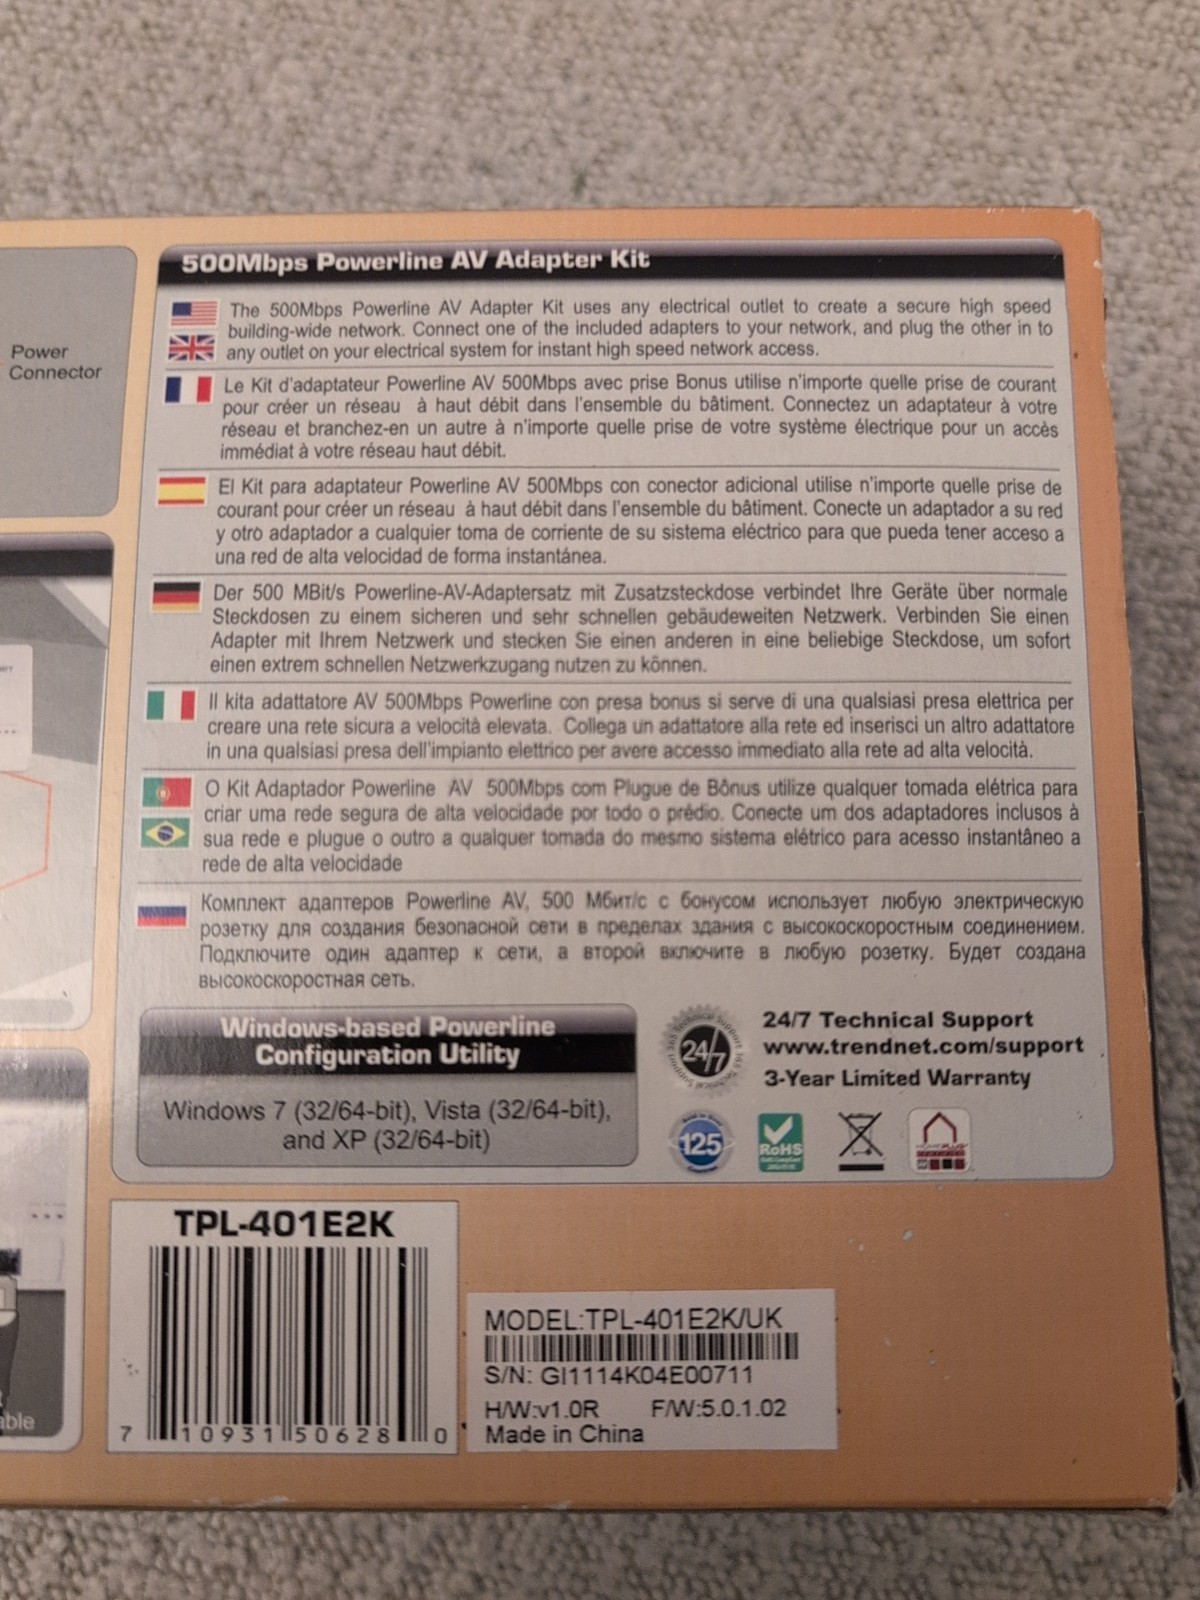 Power
Connector
500Mbps Powerline AV Adapter Kit
The 500Mbps Powerline AV Adapter Kit uses any electrical outlet to create a secure high speed
building-wide network. Connect one of the included adapters to your network, and plug the other in to
any outlet on your electrical system for instant high speed network access.
Le Kit d'adaptateur Powerline AV 500Mbps avec prise Bonus utilise n'importe quelle prise de courant
pour créer un réseau à haut débit dans l'ensemble du bâtiment. Connectez un adaptateur à votre
réseau et branchez-en un autre à n'importe quelle prise de votre système électrique pour un accès
immédiat à votre réseau haut débit.
El Kit para adaptateur Powerline AV 500Mbps con conector adicional utilise n'importe quelle prise de
courant pour créer un réseau à haut débit dans l'ensemble du bâtiment. Conecte un adaptador a su red
y otro adaptador a cualquier toma de corriente de su sistema eléctrico para que pueda tener acceso a
una red de alta velocidad de forma instantánea.
Der 500 MBit/s Powerline-AV-Adaptersatz mit Zusatzsteckdose verbindet Ihre Geräte über normale
Steckdosen zu einem sicheren und sehr schnellen gebäudeweiten Netzwerk. Verbinden Sie einen
Adapter mit Ihrem Netzwerk und stecken Sie einen anderen in eine beliebige Steckdose, um sofort
einen extrem schnellen Netzwerkzugang nutzen zu können.
Il kita adattatore AV 500Mbps Powerline con presa bonus si serve di una qualsiasi presa elettrica per
creare una rete sicura a velocità elevata. Collega un adattatore alla rete ed inserisci un altro adattatore
in una qualsiasi presa dell'impianto elettrico per avere accesso immediato alla rete ad alta velocità.
O Kit Adaptador Powerline AV 500Mbps com Plugue de Bônus utilize qualquer tomada elétrica para
criar uma rede segura de alta velocidade por todo o prédio. Conecte um dos adaptadores inclusos à
sua rede e plugue o outro a qualquer tomada do mesmo sistema elétrico para acesso instantâneo a
rede de alta velocidade
Комплект адаптеров Powerline AV, 500 Мбит/с с бонусом использует любую электрическую
розетку для создания безопасной сети в пределах здания с высокоскоростным соединением.
Подключите один адаптер к сети, а второй включите в любую розетку. Будет создана
высокоскоростная сеть.
Windows-based Powerline
Configuration Utility
Windows 7 (32/64-bit), Vista (32/64-bit),
and XP (32/64-bit)
24/7
24/7 Technical Support
www.trendnet.com/support
3-Year Limited Warranty
125
RoHS
TPL-401E2K
7 10931 50628 0
MODEL:TPL-401E2K/UK
S/N: GI1114K04E00711
H/W:v1.0R F/W:5.0.1.02
Made in China